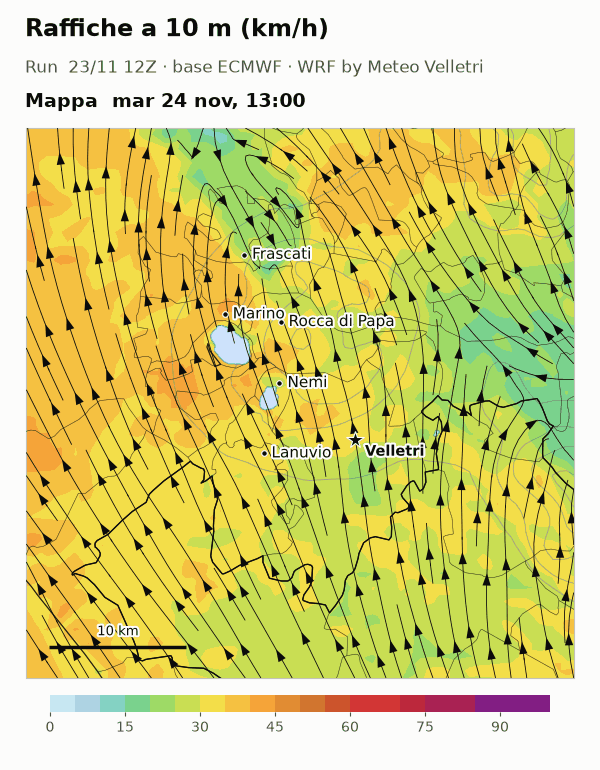 Raffiche a 10 m (km/h)
Run  23/11 12Z · base ECMWF · WRF by Meteo Velletri
Mappa  mar 24 nov, 13:00
Frascati
Marino
Rocca di Papa
Nemi
Velletri
Lanuvio
10 km
0 15 30 45 60 75 90